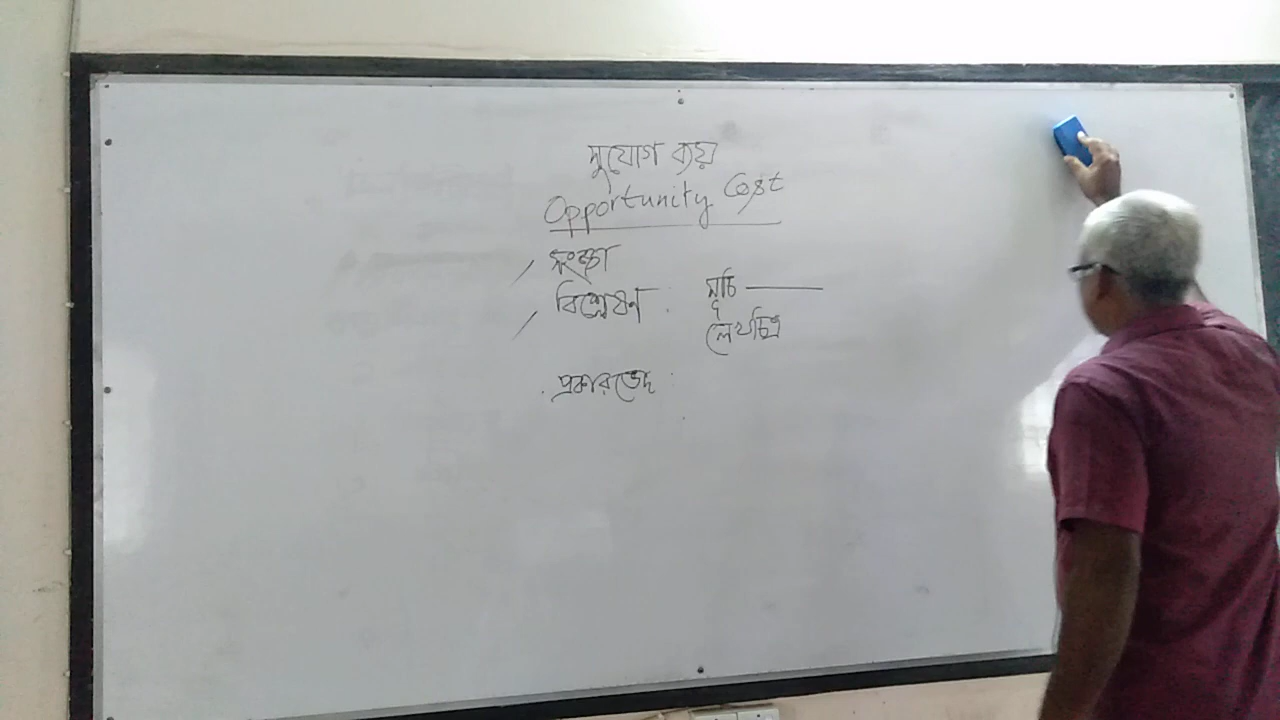 সুযোগ ব্যয়
Opportunity Cost
সংজ্ঞা
বিশ্লেষণ : সূচি
লেখচিত্র
প্রকারভেদ :